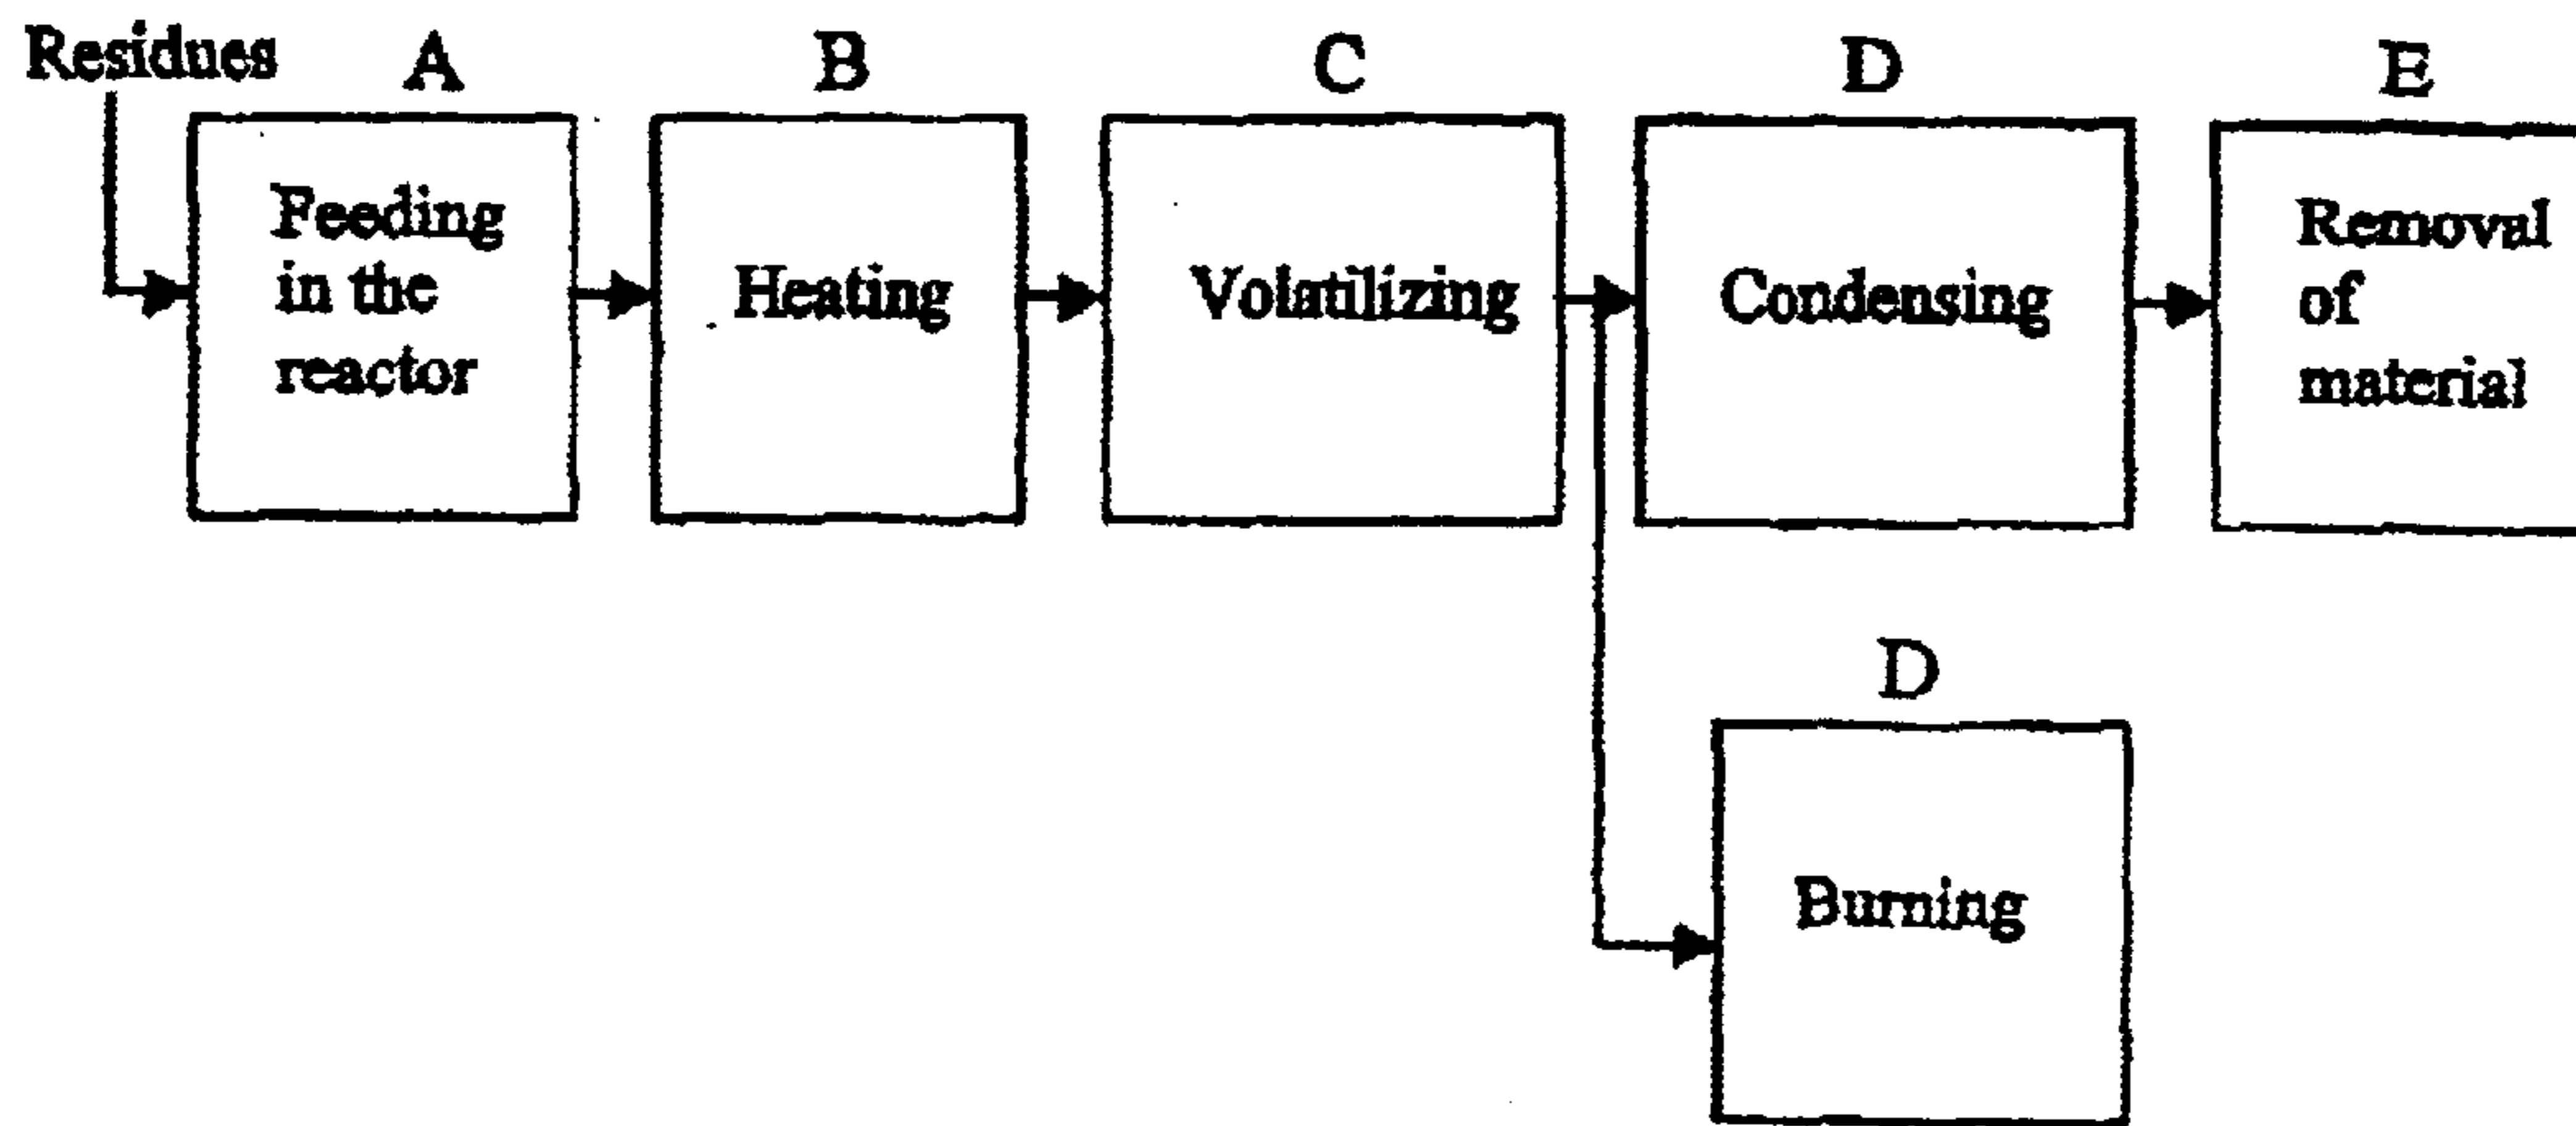 Residues
A
B
C
D
E
Feeding
in the
reactor
Heating
Volatilizing
Condensing
Removal
of
material
D
Burning